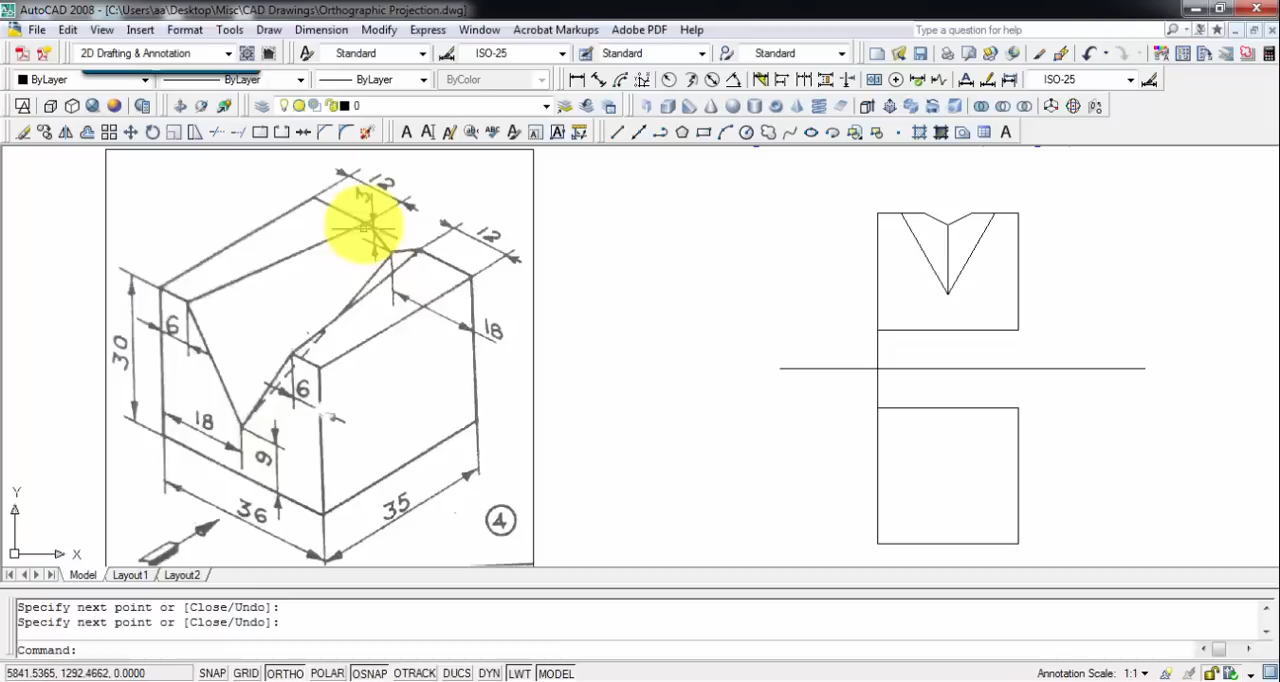 AutoCAD 2008 - [C:\Users\aa\Desktop\Misc\CAD Drawings\Orthographic Projection.dwg]
File Edit View Insert Format Tools Draw Dimension Modify Express Window Acrobat Markups Adobe PDF Help Type a question for help
2D Drafting & Annotation Standard ISO-25 Standard Standard
ByLayer ByLayer ByLayer ByColor ISO-25
0
A A ABC A A A
12
3
12
6
30
18
6
18
9
36
35
4
Y
X
Model Layout1 Layout2
Specify next point or [Close/Undo]:
Specify next point or [Close/Undo]:
Command:
5841.5365, 1292.4662, 0.0000 SNAP GRID ORTHO POLAR OSNAP OTRACK DUCS DYN LWT MODEL Annotation Scale: 1:1